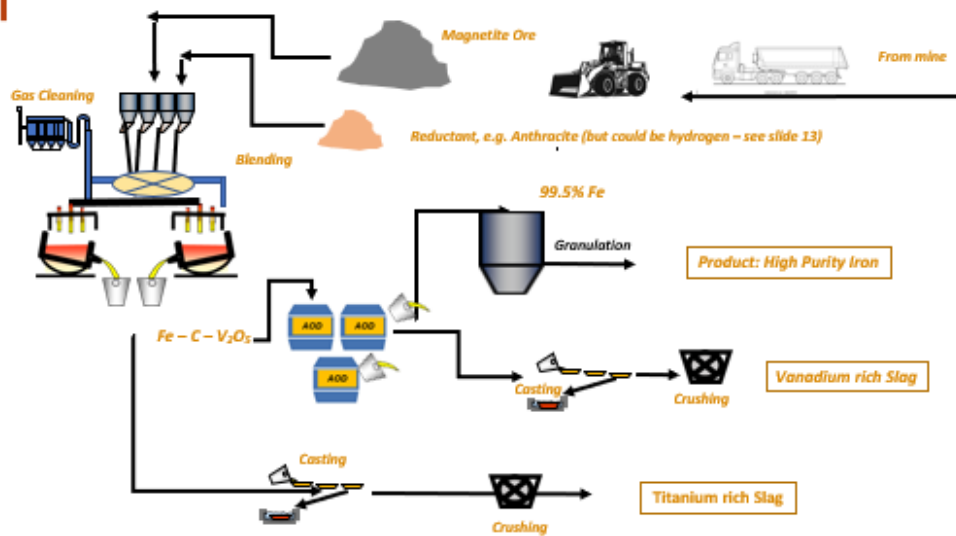 Magnetite Ore
From mine
Gas Cleaning
Reductant, e.g. Anthracite (but could be hydrogen – see slide 13)
Blending
99.5% Fe
Granulation
Product: High Purity Iron
Fe – C – V₂O₅
AOD
AOD
AOD
Casting
Crushing
Vanadium rich Slag
Casting
Crushing
Titanium rich Slag